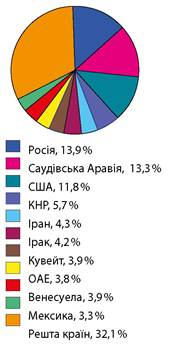 Росія, 13,9 %
Саудівська Аравія, 13,3 %
США, 11,8 %
КНР, 5,7 %
Іран, 4,3 %
Ірак, 4,2 %
Кувейт, 3,9 %
ОАЕ, 3,8 %
Венесуела, 3,9 %
Мексика, 3,3 %
Решта країн, 32,1 %